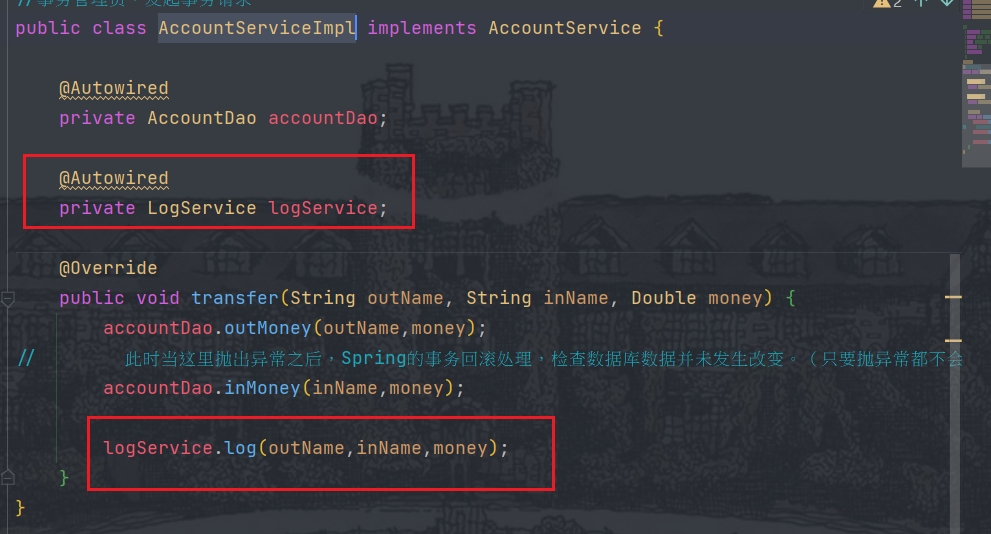 //事务管理员，发起事务请求
2
public class AccountServiceImpl implements AccountService {
@Autowired
private AccountDao accountDao;
@Autowired
private LogService logService;
@Override
public void transfer(String outName, String inName, Double money) {
accountDao.outMoney(outName,money);
// 此时当这里抛出异常之后，Spring的事务回滚处理，检查数据库数据并未发生改变。（只要抛异常都不会
accountDao.inMoney(inName,money);
logService.log(outName,inName,money);
}
}